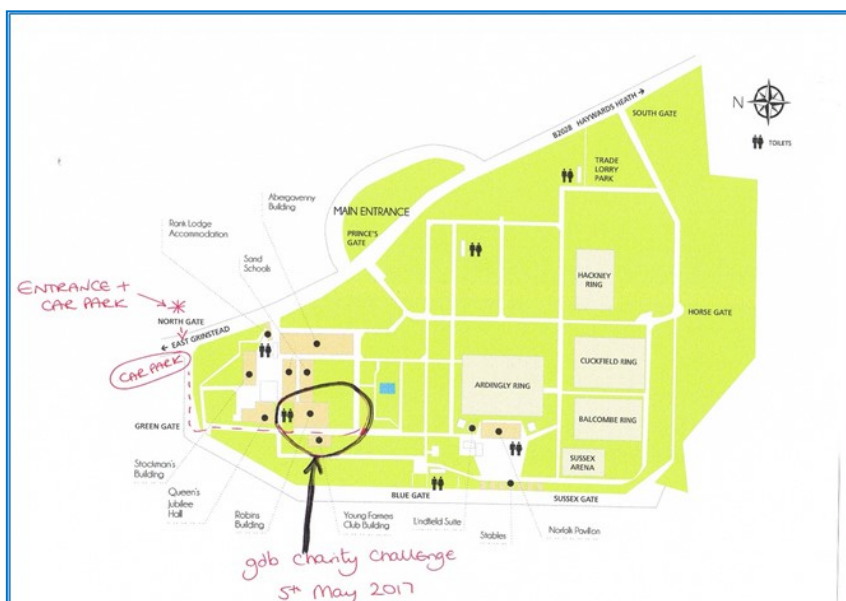 B2028 HAYWARDS HEATH →
SOUTH GATE
N
TOILETS
TRADE
LORRY
PARK
Abergavenny
Building
MAIN ENTRANCE
PRINCE'S
GATE
Rank Lodge
Accommodation
Sand
Schools
HACKNEY
RING
ENTRANCE +
CAR PARK
NORTH GATE
← EAST GRINSTEAD
CAR PARK
HORSE GATE
CUCKFIELD RING
ARDINGLY RING
BALCOMBE RING
GREEN GATE
SUSSEX
ARENA
Stockman's
Building
Queen's
Jubilee
Hall
Robins
Building
Young Farmers
Club Building
BLUE GATE
Lindfield Suite
Stables
SUSSEX GATE
Norfolk Pavilion
gdb charity challenge
5th May 2017